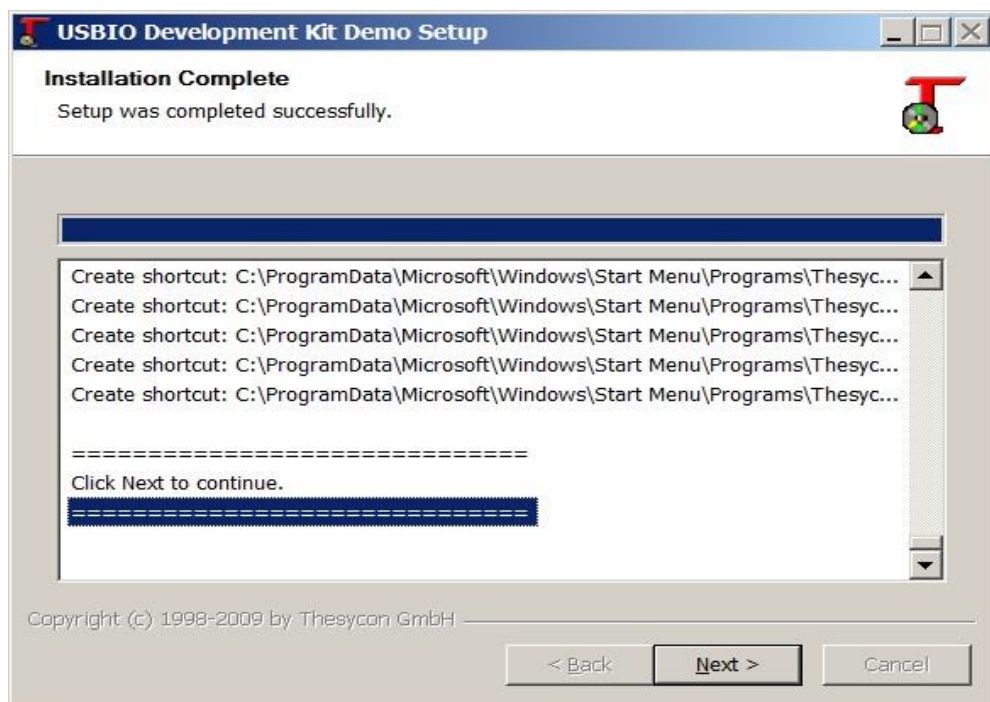 USBIO Development Kit Demo Setup
Installation Complete
Setup was completed successfully.
Create shortcut: C:\ProgramData\Microsoft\Windows\Start Menu\Programs\Thesyc...
Create shortcut: C:\ProgramData\Microsoft\Windows\Start Menu\Programs\Thesyc...
Create shortcut: C:\ProgramData\Microsoft\Windows\Start Menu\Programs\Thesyc...
Create shortcut: C:\ProgramData\Microsoft\Windows\Start Menu\Programs\Thesyc...
Create shortcut: C:\ProgramData\Microsoft\Windows\Start Menu\Programs\Thesyc...
==============================
Click Next to continue.
==============================
Copyright (c) 1998-2009 by Thesycon GmbH
< Back Next > Cancel